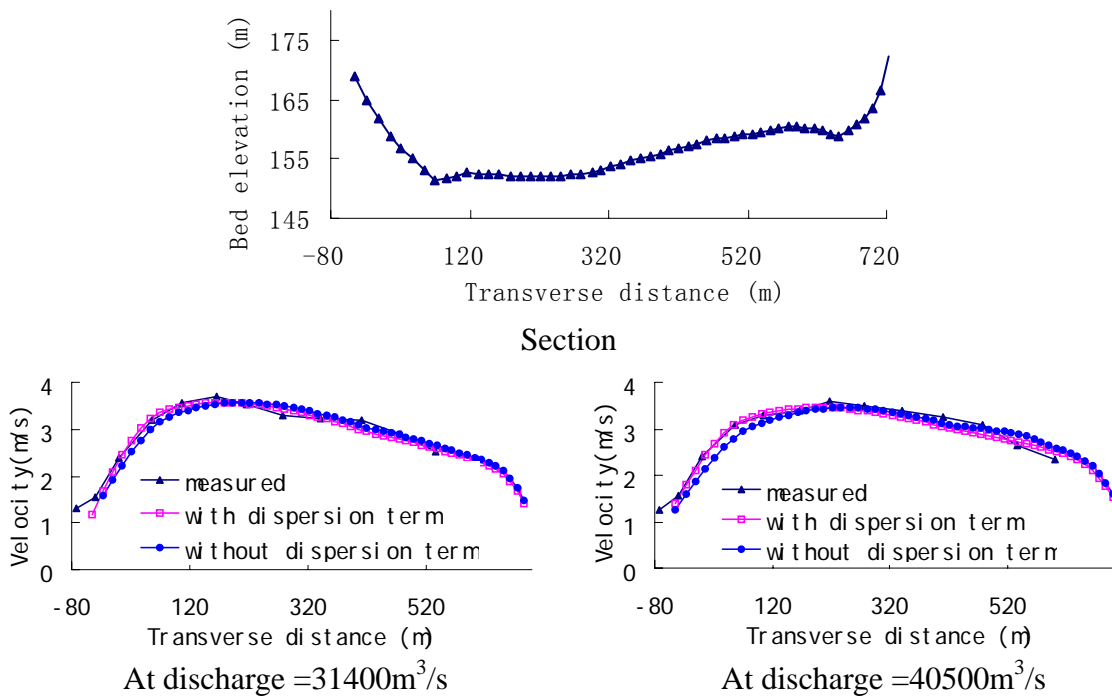 175
165
155
145
Bed elevation (m)
-80 120 320 520 720
Transverse distance (m)
Section
4
3
2
1
0
Velocity(m/s)
measured
with dispersion term
without dispersion term
-80 120 320 520
Transverse distance (m)
At discharge =31400m³/s
4
3
2
1
0
Velocity(m/s)
measured
with dispersion term
without dispersion term
-80 120 320 520
Transverse distance (m)
At discharge =40500m³/s